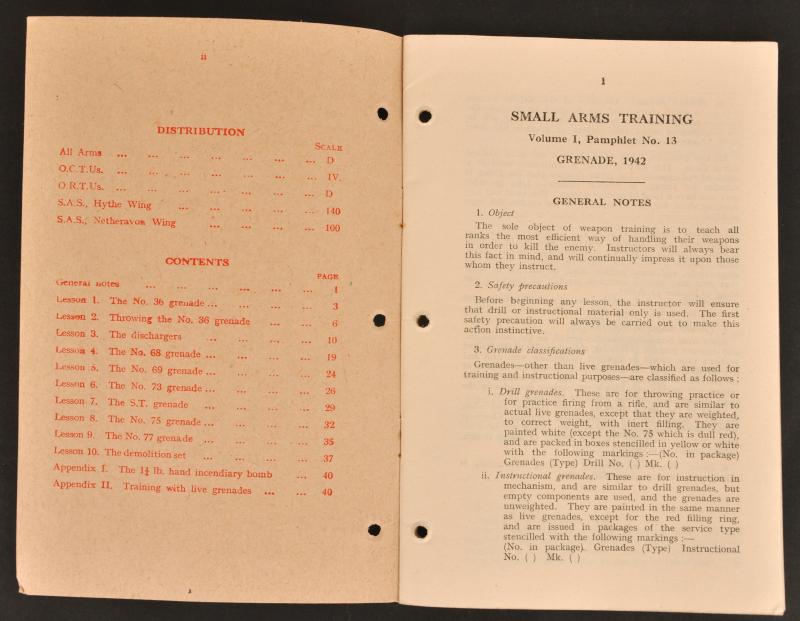 ii
DISTRIBUTION
SCALE
All Arms ... ... ... ... ... ... ... D
O.C.T.Us. ... ... ... ... ... ... ... IV.
O.R.T.Us. ... ... ... ... ... ... ... D
S.A.S., Hythe Wing ... ... ... ... 140
S.A.S., Netheravon Wing ... ... ... 100
CONTENTS
PAGE
General notes ... ... ... ... ... ... 1
Lesson 1. The No. 36 grenade ... ... ... ... 3
Lesson 2. Throwing the No. 36 grenade ... ... 6
Lesson 3. The dischargers ... ... ... ... 10
Lesson 4. The No. 68 grenade ... ... ... ... 19
Lesson 5. The No. 69 grenade ... ... ... ... 24
Lesson 6. The No. 73 grenade ... ... ... ... 26
Lesson 7. The S.T. grenade ... ... ... ... 29
Lesson 8. The No. 75 grenade ... ... ... ... 32
Lesson 9. The No. 77 grenade ... ... ... ... 35
Lesson 10. The demolition set ... ... ... ... 37
Appendix I. The 1¼ lb. hand incendiary bomb ... 40
Appendix II. Training with live grenades ... ... 40
1
SMALL ARMS TRAINING
Volume I, Pamphlet No. 13
GRENADE, 1942
GENERAL NOTES
1. Object
The sole object of weapon training is to teach all
ranks the most efficient way of handling their weapons
in order to kill the enemy. Instructors will always bear
this fact in mind, and will continually impress it upon those
whom they instruct.
2. Safety precautions
Before beginning any lesson, the instructor will ensure
that drill or instructional material only is used. The first
safety precaution will always be carried out to make this
action instinctive.
3. Grenade classifications
Grenades—other than live grenades—which are used for
training and instructional purposes—are classified as follows :
i. Drill grenades. These are for throwing practice or
for practice firing from a rifle, and are similar to
actual live grenades, except that they are weighted,
to correct weight, with inert filling. They are
painted white (except the No. 75 which is dull red),
and are packed in boxes stencilled in yellow or white
with the following markings :—(No. in package)
Grenades (Type) Drill No. ( ) Mk. ( )
ii. Instructional grenades. These are for instruction in
mechanism, and are similar to drill grenades, but
empty components are used, and the grenades are
unweighted. They are painted in the same manner
as live grenades, except for the red filling ring,
and are issued in packages of the service type
stencilled with the following markings :—
(No. in package). Grenades (Type) Instructional
No. ( ) Mk. ( )